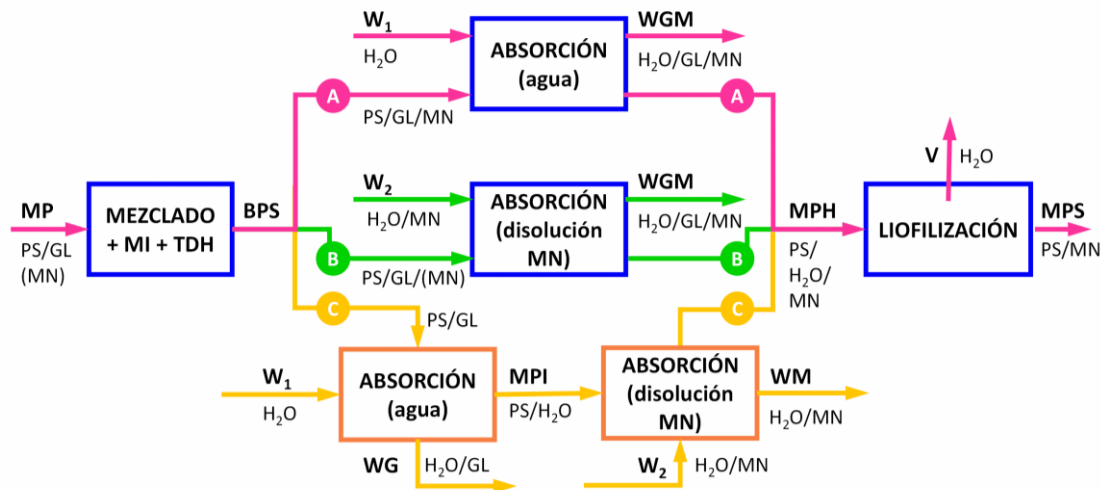 W₁
H₂O
ABSORCIÓN
(agua)
WGM
H₂O/GL/MN
A
PS/GL/MN
A
V
H₂O
MP
PS/GL
(MN)
MEZCLADO
+ MI + TDH
BPS
W₂
H₂O/MN
ABSORCIÓN
(disolución
MN)
WGM
H₂O/GL/MN
B
PS/GL/(MN)
B
MPH
PS/
H₂O/
MN
LIOFILIZACIÓN
MPS
PS/MN
C
PS/GL
C
W₁
H₂O
ABSORCIÓN
(agua)
MPI
PS/H₂O
ABSORCIÓN
(disolución
MN)
WM
H₂O/MN
WG
H₂O/GL
W₂
H₂O/MN